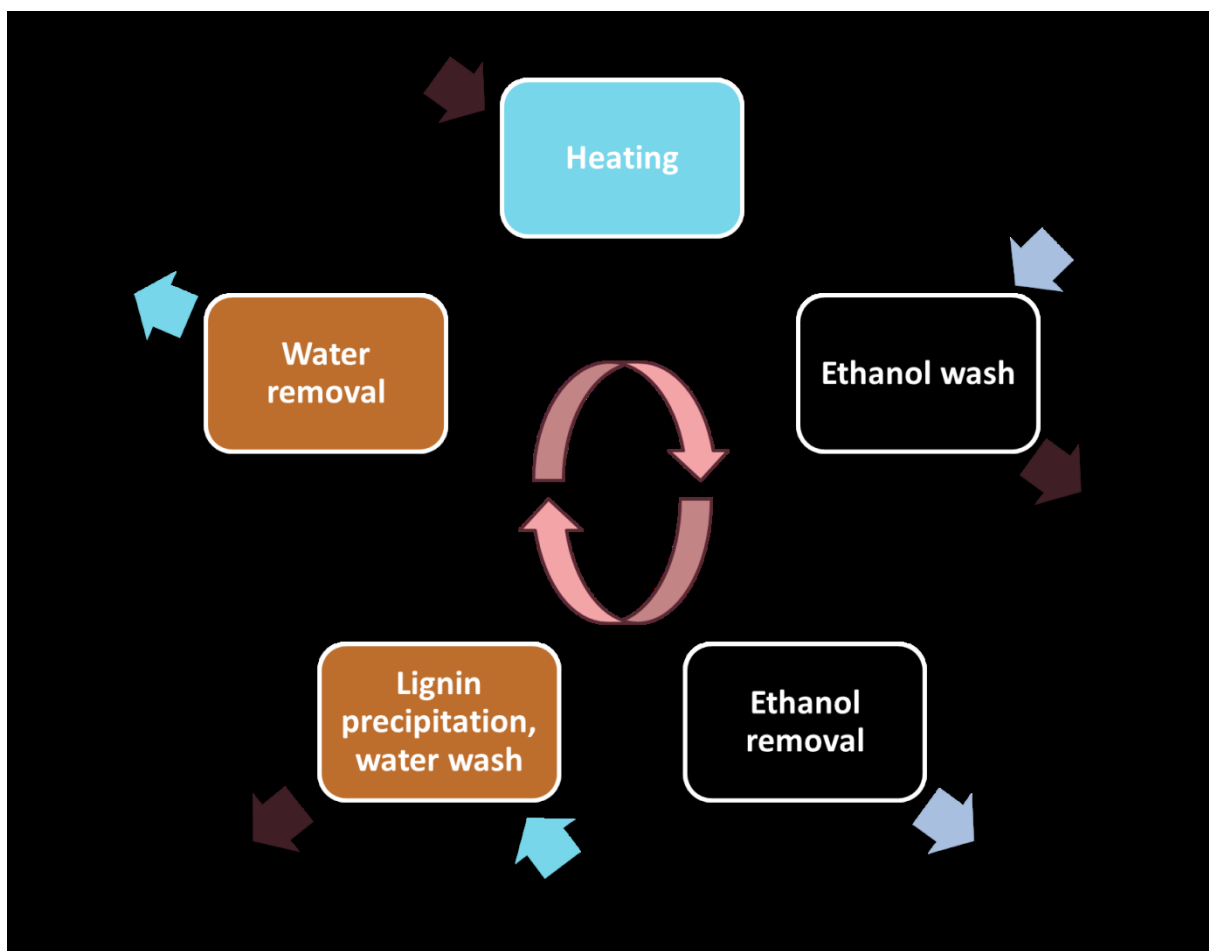 Heating
Ethanol wash
Ethanol
removal
Lignin
precipitation,
water wash
Water
removal